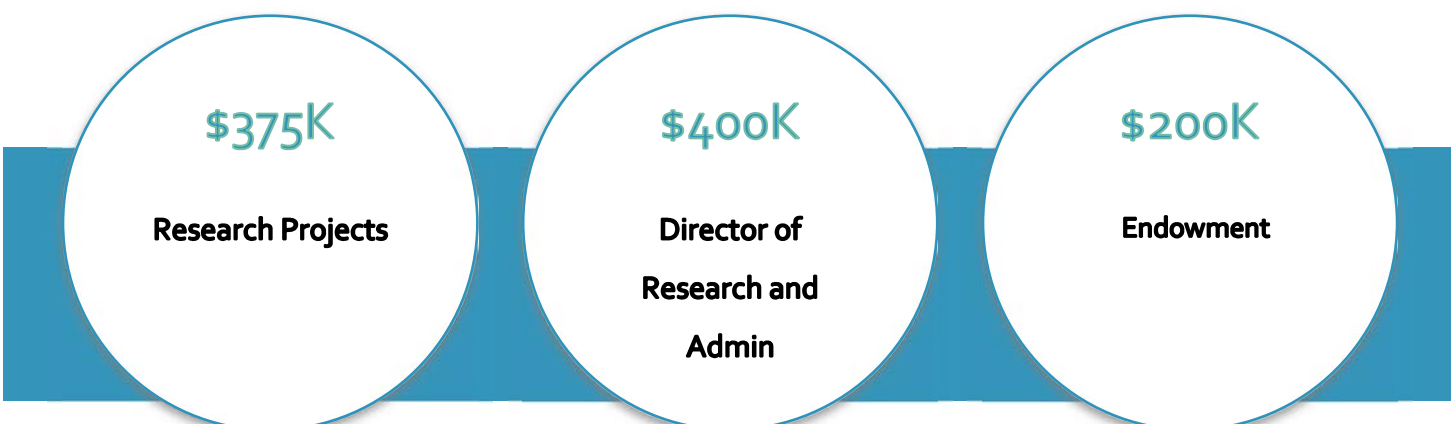 $375K
Research Projects
$400K
Director of
Research and
Admin
$200K
Endowment